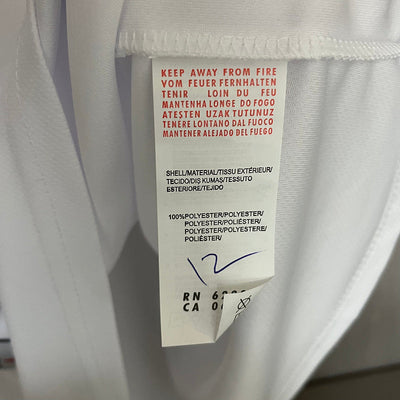 KEEP AWAY FROM FIRE
VOM FEUER FERNHALTEN
TENIR LOIN DU FEU
MANTENHA LONGE DO FOGO
ATESTEN UZAK TUTUNUZ
TENERE LONTANO DAL FUOCO
MANTENER ALEJADO DEL FUEGO
SHELL/MATERIAL/TISSU EXTÉRIEUR/
TECIDO/DIŞ KUMAŞ/TESSUTO
ESTERIORE/TEJIDO
100%POLYESTER/POLYESTER/
POLYESTER/POLIÉSTER/
POLYESTER/POLYESTERE/
POLIÉSTER/
12
RN
CA